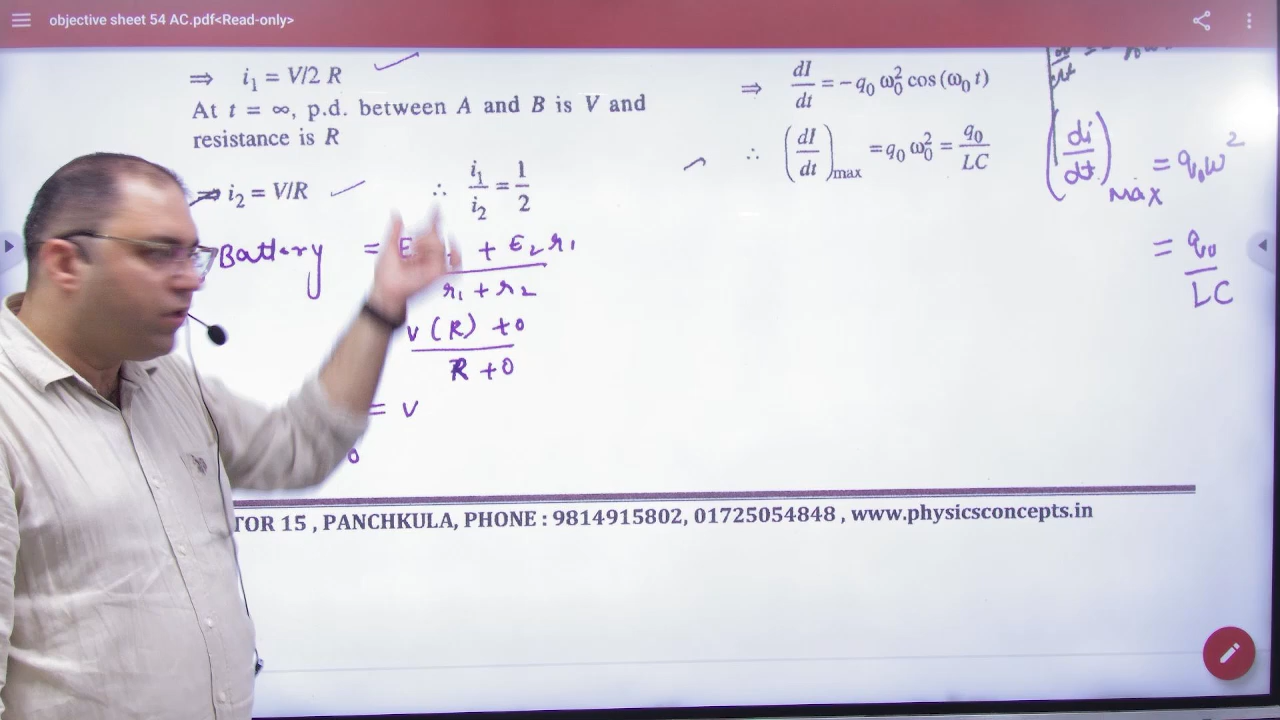 objective sheet 54 AC.pdf<Read-only>
⇒ i₁ = V/2 R
At t = ∞, p.d. between A and B is V and
resistance is R
⇒ i₂ = V/R ∴ i₁/i₂ = 1/2
Battery = E + ε₂r₁
r₁ + r₂
V (R) + 0
R + 0
= V
0
⇒ dI/dt = −q₀ ω₀² cos (ω₀ t)
∴ (dI/dt)max = q₀ ω₀² = q₀/LC
(di/dt)max = q₀ω²
= q₀/LC
TOR 15 , PANCHKULA, PHONE : 9814915802, 01725054848 , www.physicsconcepts.in